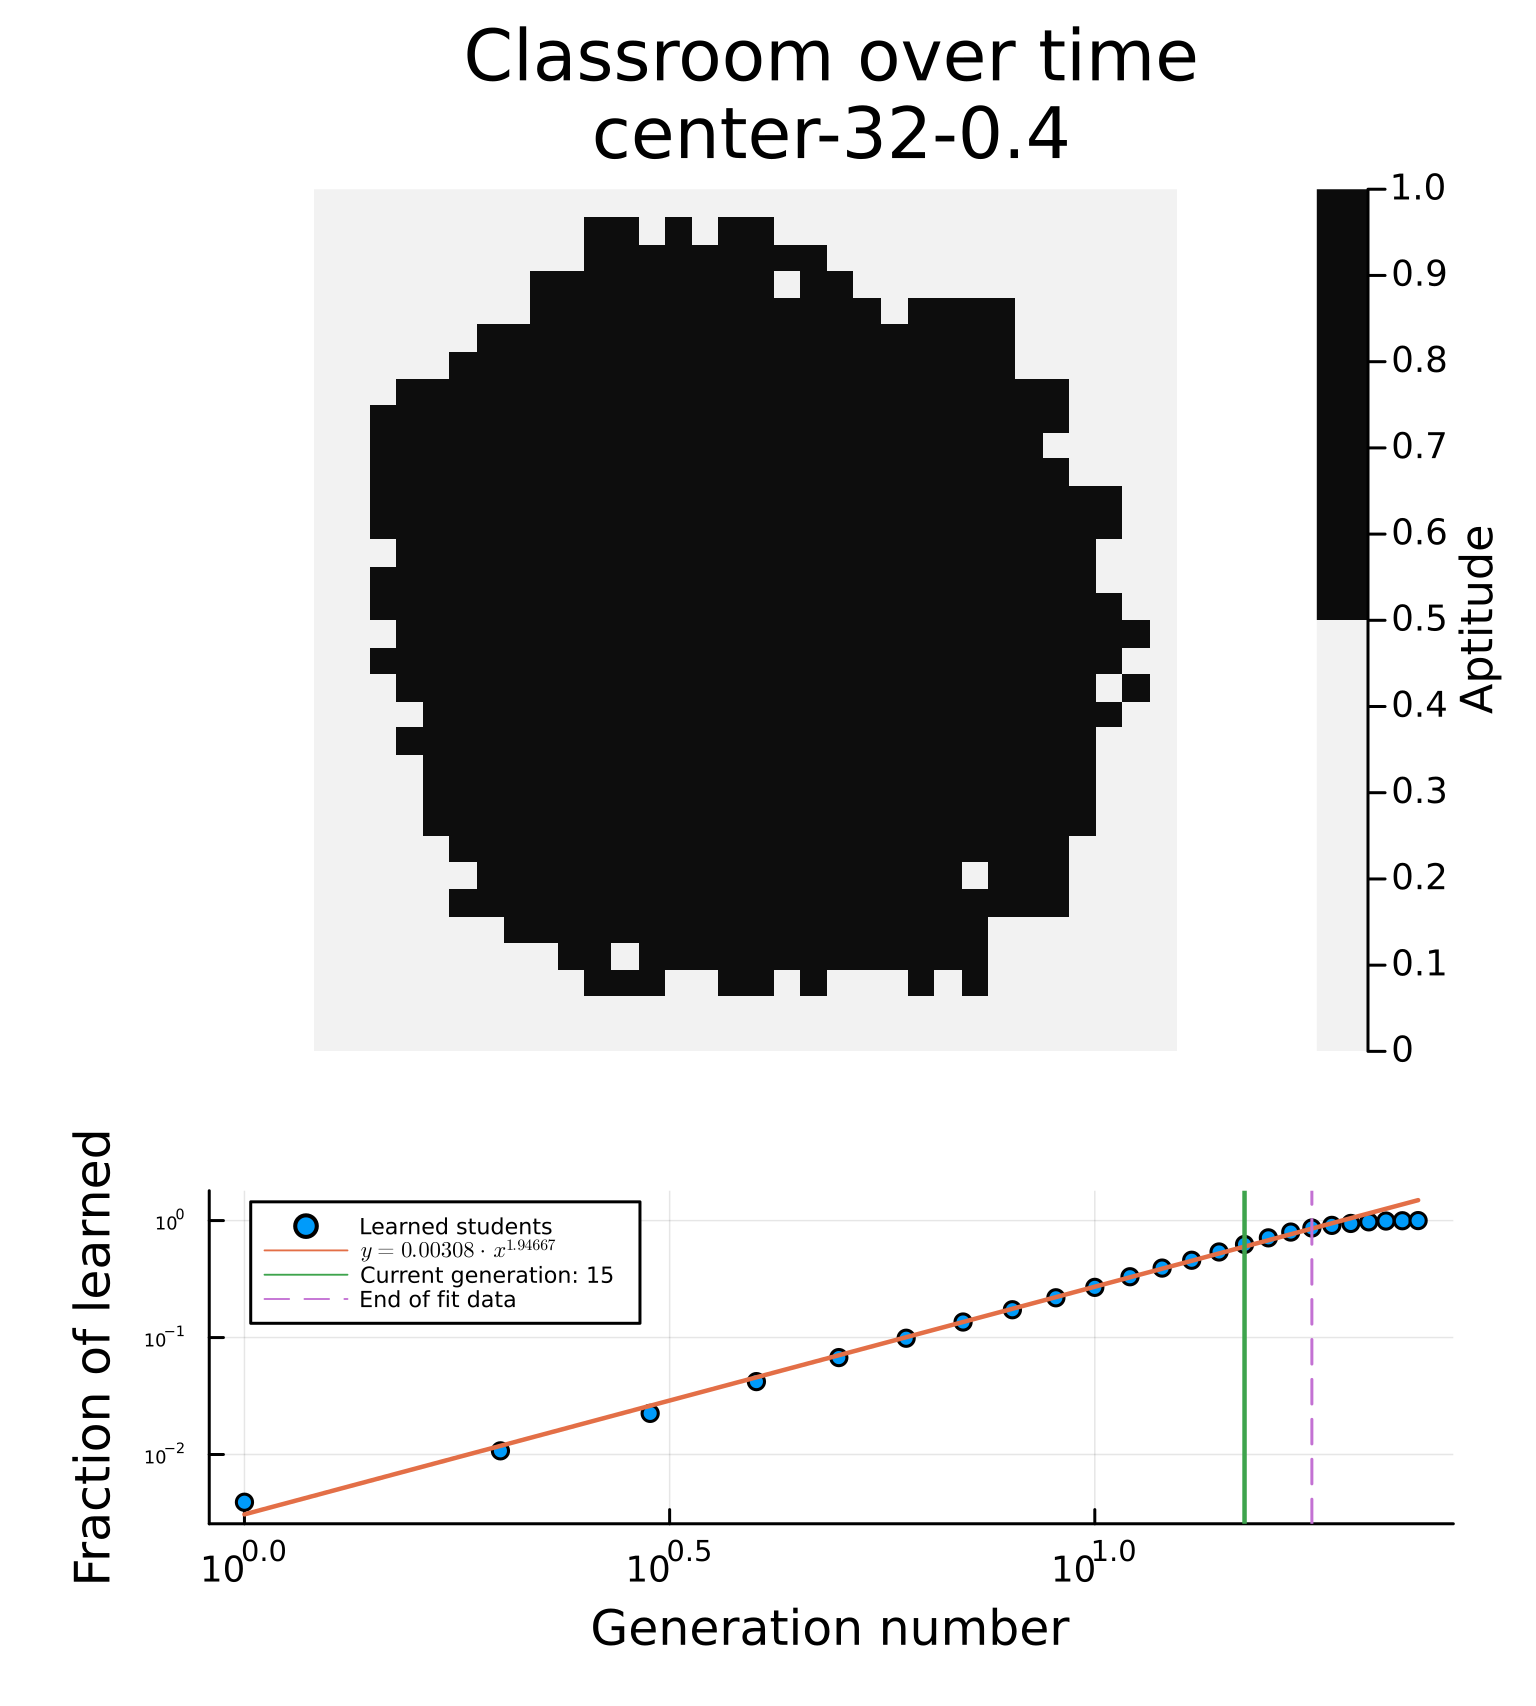 Classroom over time
center-32-0.4
1.0
0.9
0.8
0.7
0.6
0.5
0.4
0.3
0.2
0.1
0
Aptitude
Fraction of learned
10⁰
10⁻¹
10⁻²
Learned students
y = 0.00308 · x^1.94667
Current generation: 15
End of fit data
10^0.0 10^0.5 10^1.0
Generation number